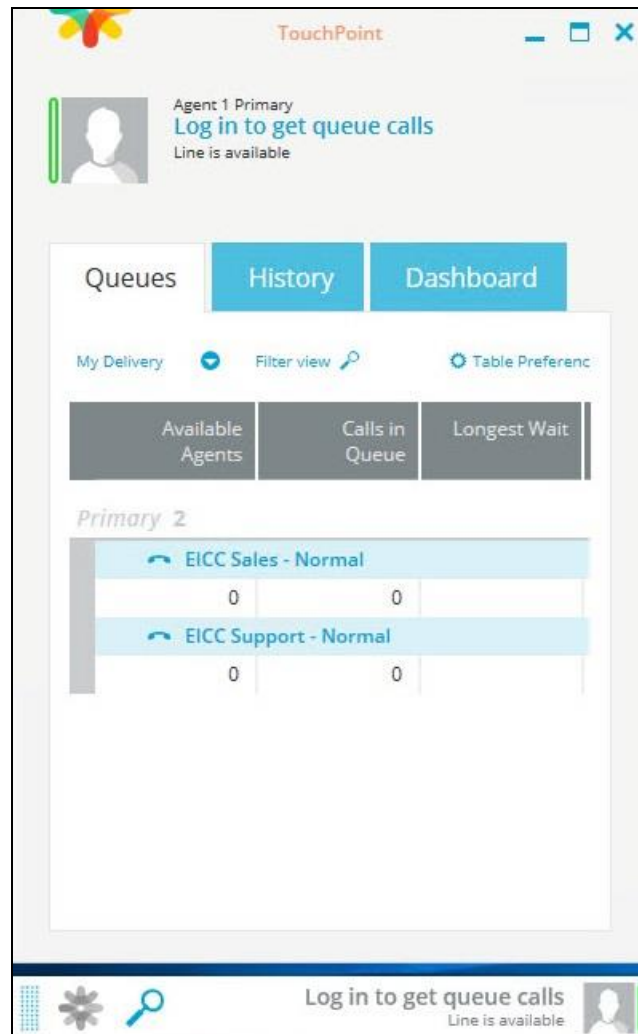 TouchPoint
Agent 1 Primary
Log in to get queue calls
Line is available
Queues
History
Dashboard
My Delivery
Filter view
Table Preferenc
Available
Agents
Calls in
Queue
Longest Wait
Primary 2
EICC Sales - Normal
0 0
EICC Support - Normal
0 0
Log in to get queue calls
Line is available